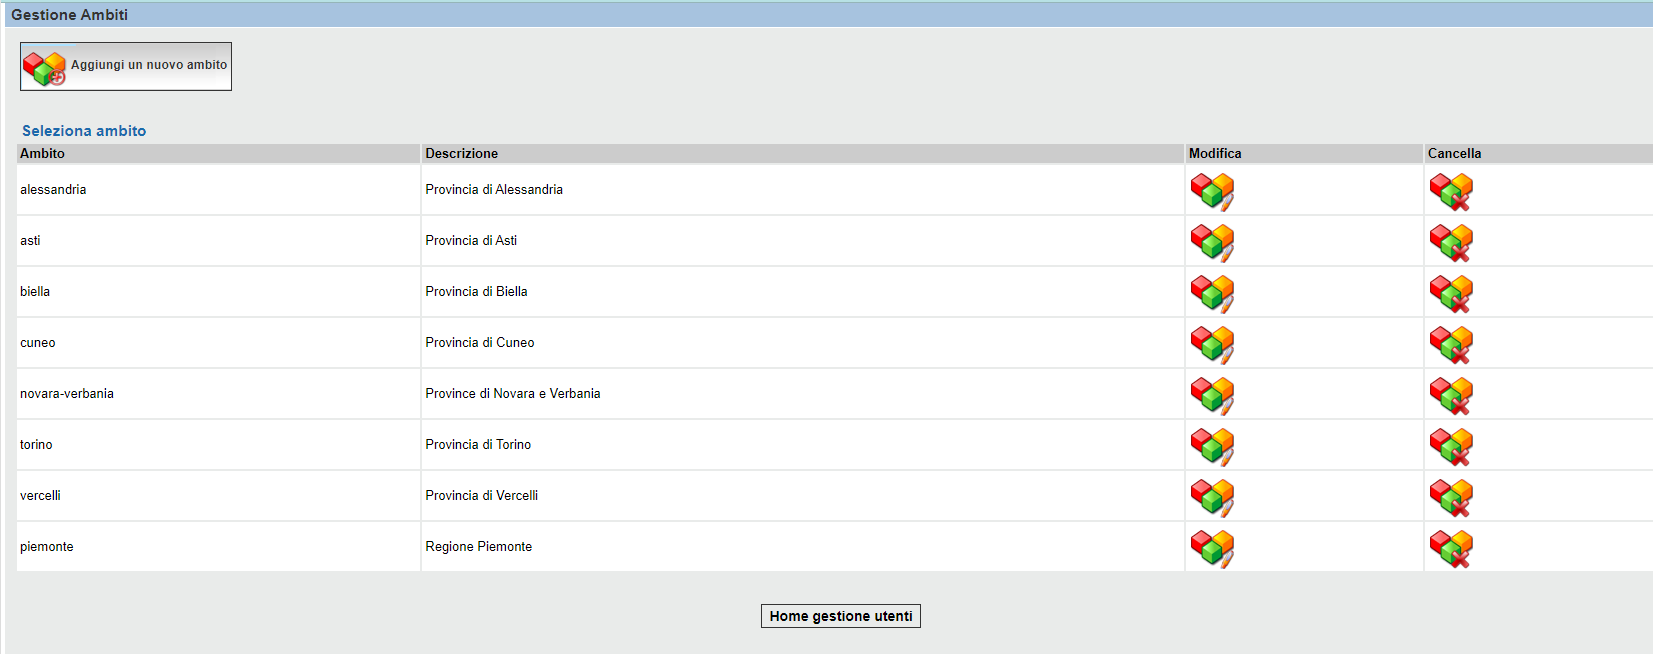 Gestione Ambiti
Aggiungi un nuovo ambito
Seleziona ambito
Ambito Descrizione Modifica Cancella
alessandria Provincia di Alessandria
asti Provincia di Asti
biella Provincia di Biella
cuneo Provincia di Cuneo
novara-verbania Province di Novara e Verbania
torino Provincia di Torino
vercelli Provincia di Vercelli
piemonte Regione Piemonte
Home gestione utenti